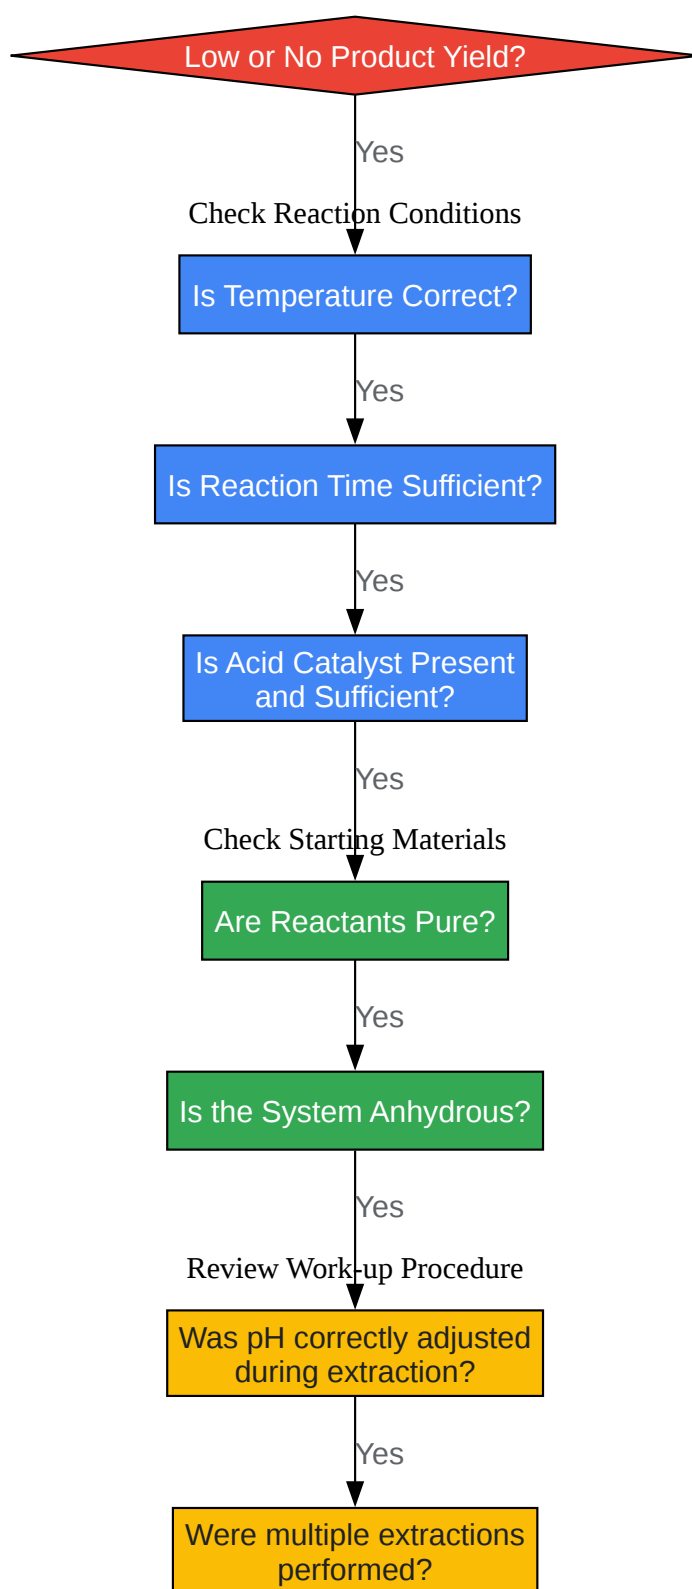 Low or No Product Yield?
Yes
Check Reaction Conditions
Is Temperature Correct?
Yes
Is Reaction Time Sufficient?
Yes
Is Acid Catalyst Present
and Sufficient?
Yes
Check Starting Materials
Are Reactants Pure?
Yes
Is the System Anhydrous?
Yes
Review Work-up Procedure
Was pH correctly adjusted
during extraction?
Yes
Were multiple extractions
performed?